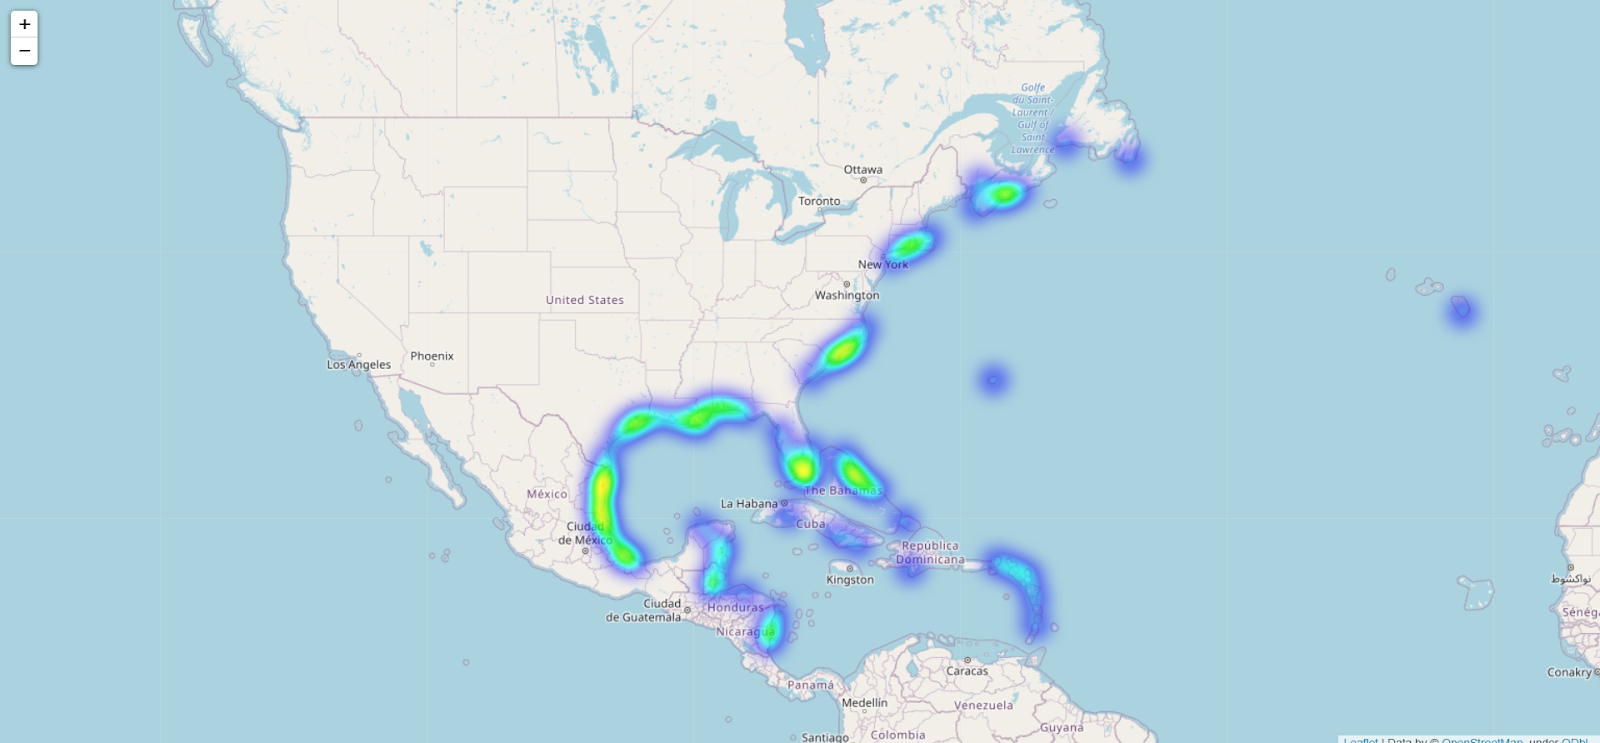 +
−
Golfe
du Saint-
Laurent /
Gulf of
Saint
Lawrence
Ottawa
Toronto
New York
Washington
United States
Phoenix
Los Angeles
México
La Habana
The Bahamas
Ciudad
de México
Cuba
República
Dominicana
Kingston
Ciudad
de Guatemala
Honduras
Nicaragua
نواكشوط
Sénég
Caracas
Conakry
Panamá
Medellín
Venezuela
Guyana
Santiago
Colombia
Leaflet | Data by © OpenStreetMap, under ODbL